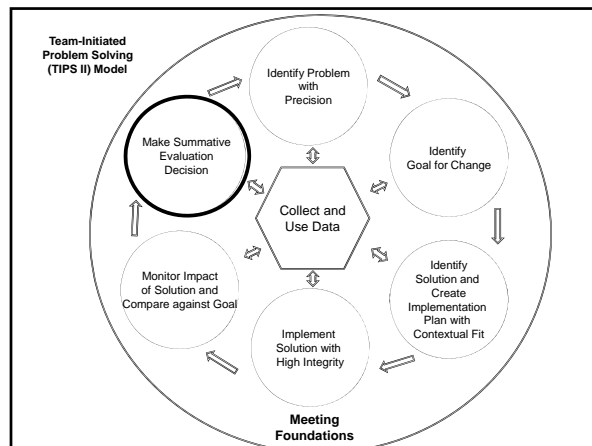 Team-Initiated
Problem Solving
(TIPS II) Model
Identify Problem
with
Precision
Make Summative
Evaluation
Decision
Identify
Goal for Change
Collect and
Use Data
Monitor Impact
of Solution and
Compare against Goal
Identify
Solution and
Create
Implementation
Plan with
Contextual Fit
Implement
Solution with
High Integrity
Meeting
Foundations